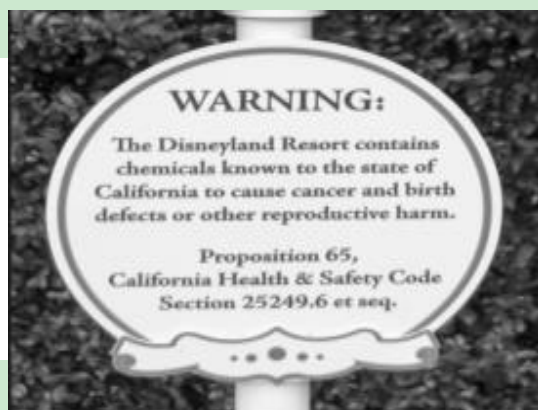 WARNING:
The Disneyland Resort contains
chemicals known to the state of
California to cause cancer and birth
defects or other reproductive harm.
Proposition 65,
California Health & Safety Code
Section 25249.6 et seq.